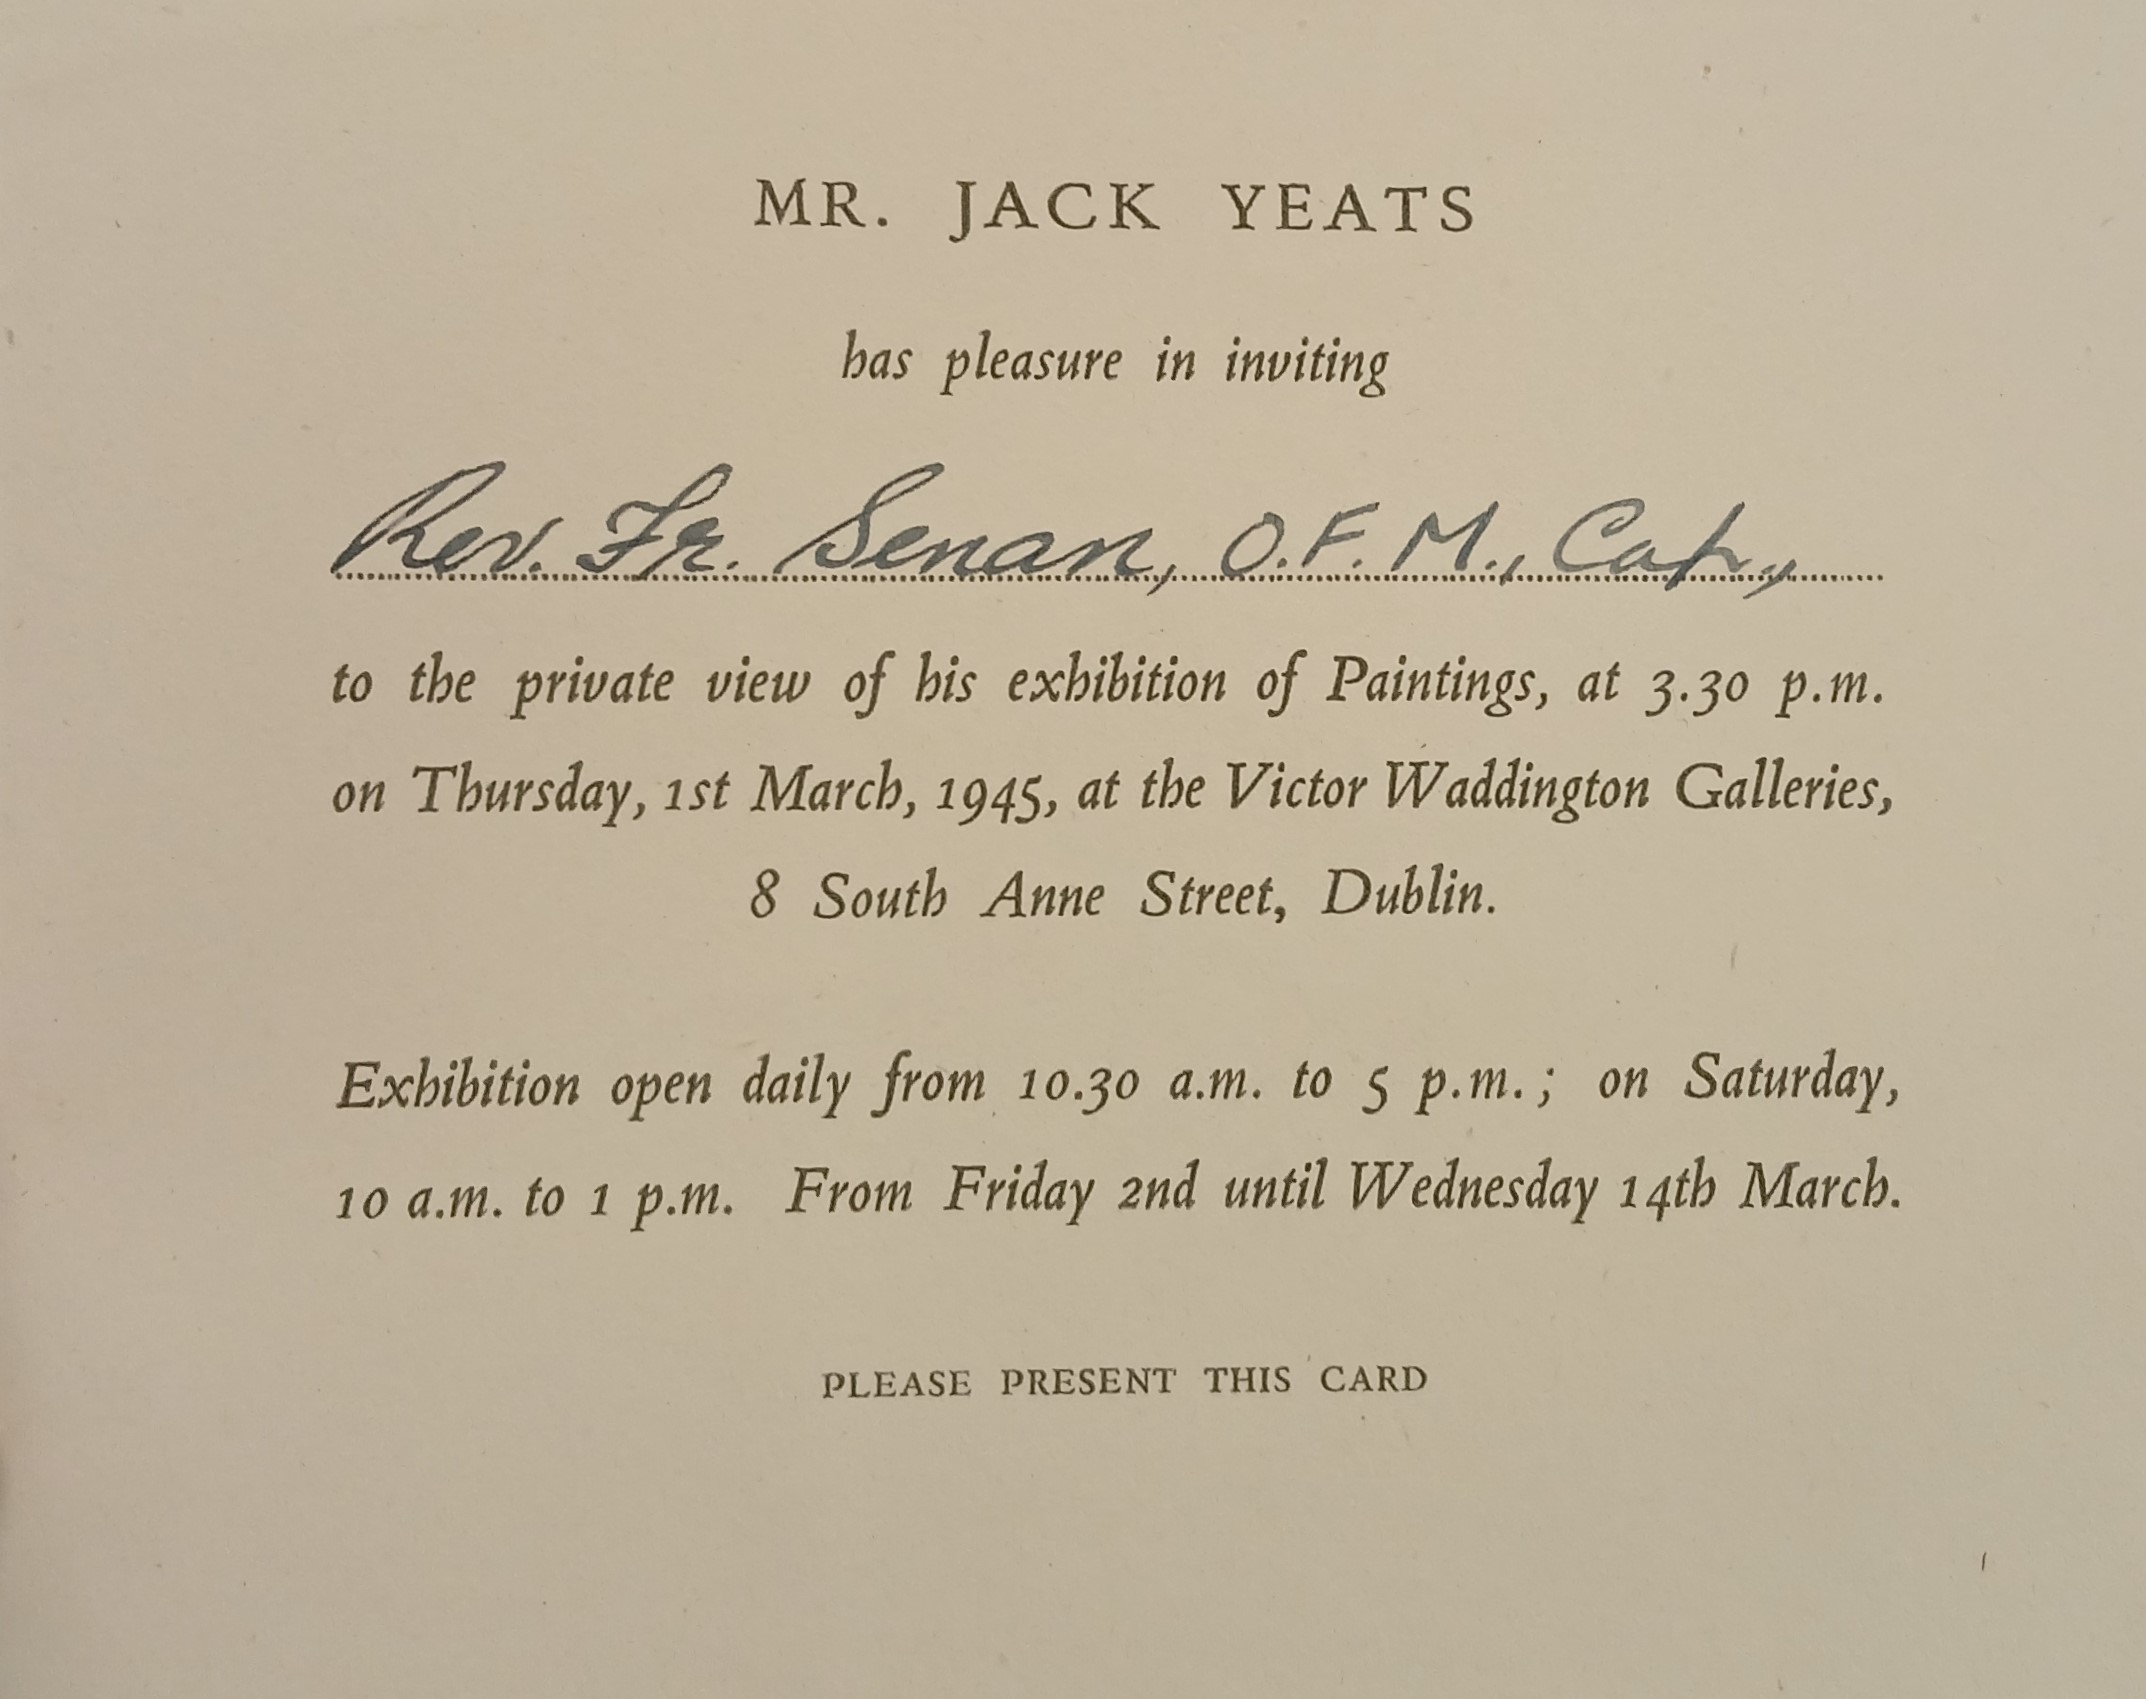 MR. JACK YEATS
has pleasure in inviting
Rev. Fr. Senan, O.F.M., Cap.,
to the private view of his exhibition of Paintings, at 3.30 p.m.
on Thursday, 1st March, 1945, at the Victor Waddington Galleries,
8 South Anne Street, Dublin.
Exhibition open daily from 10.30 a.m. to 5 p.m.; on Saturday,
10 a.m. to 1 p.m. From Friday 2nd until Wednesday 14th March.
PLEASE PRESENT THIS CARD